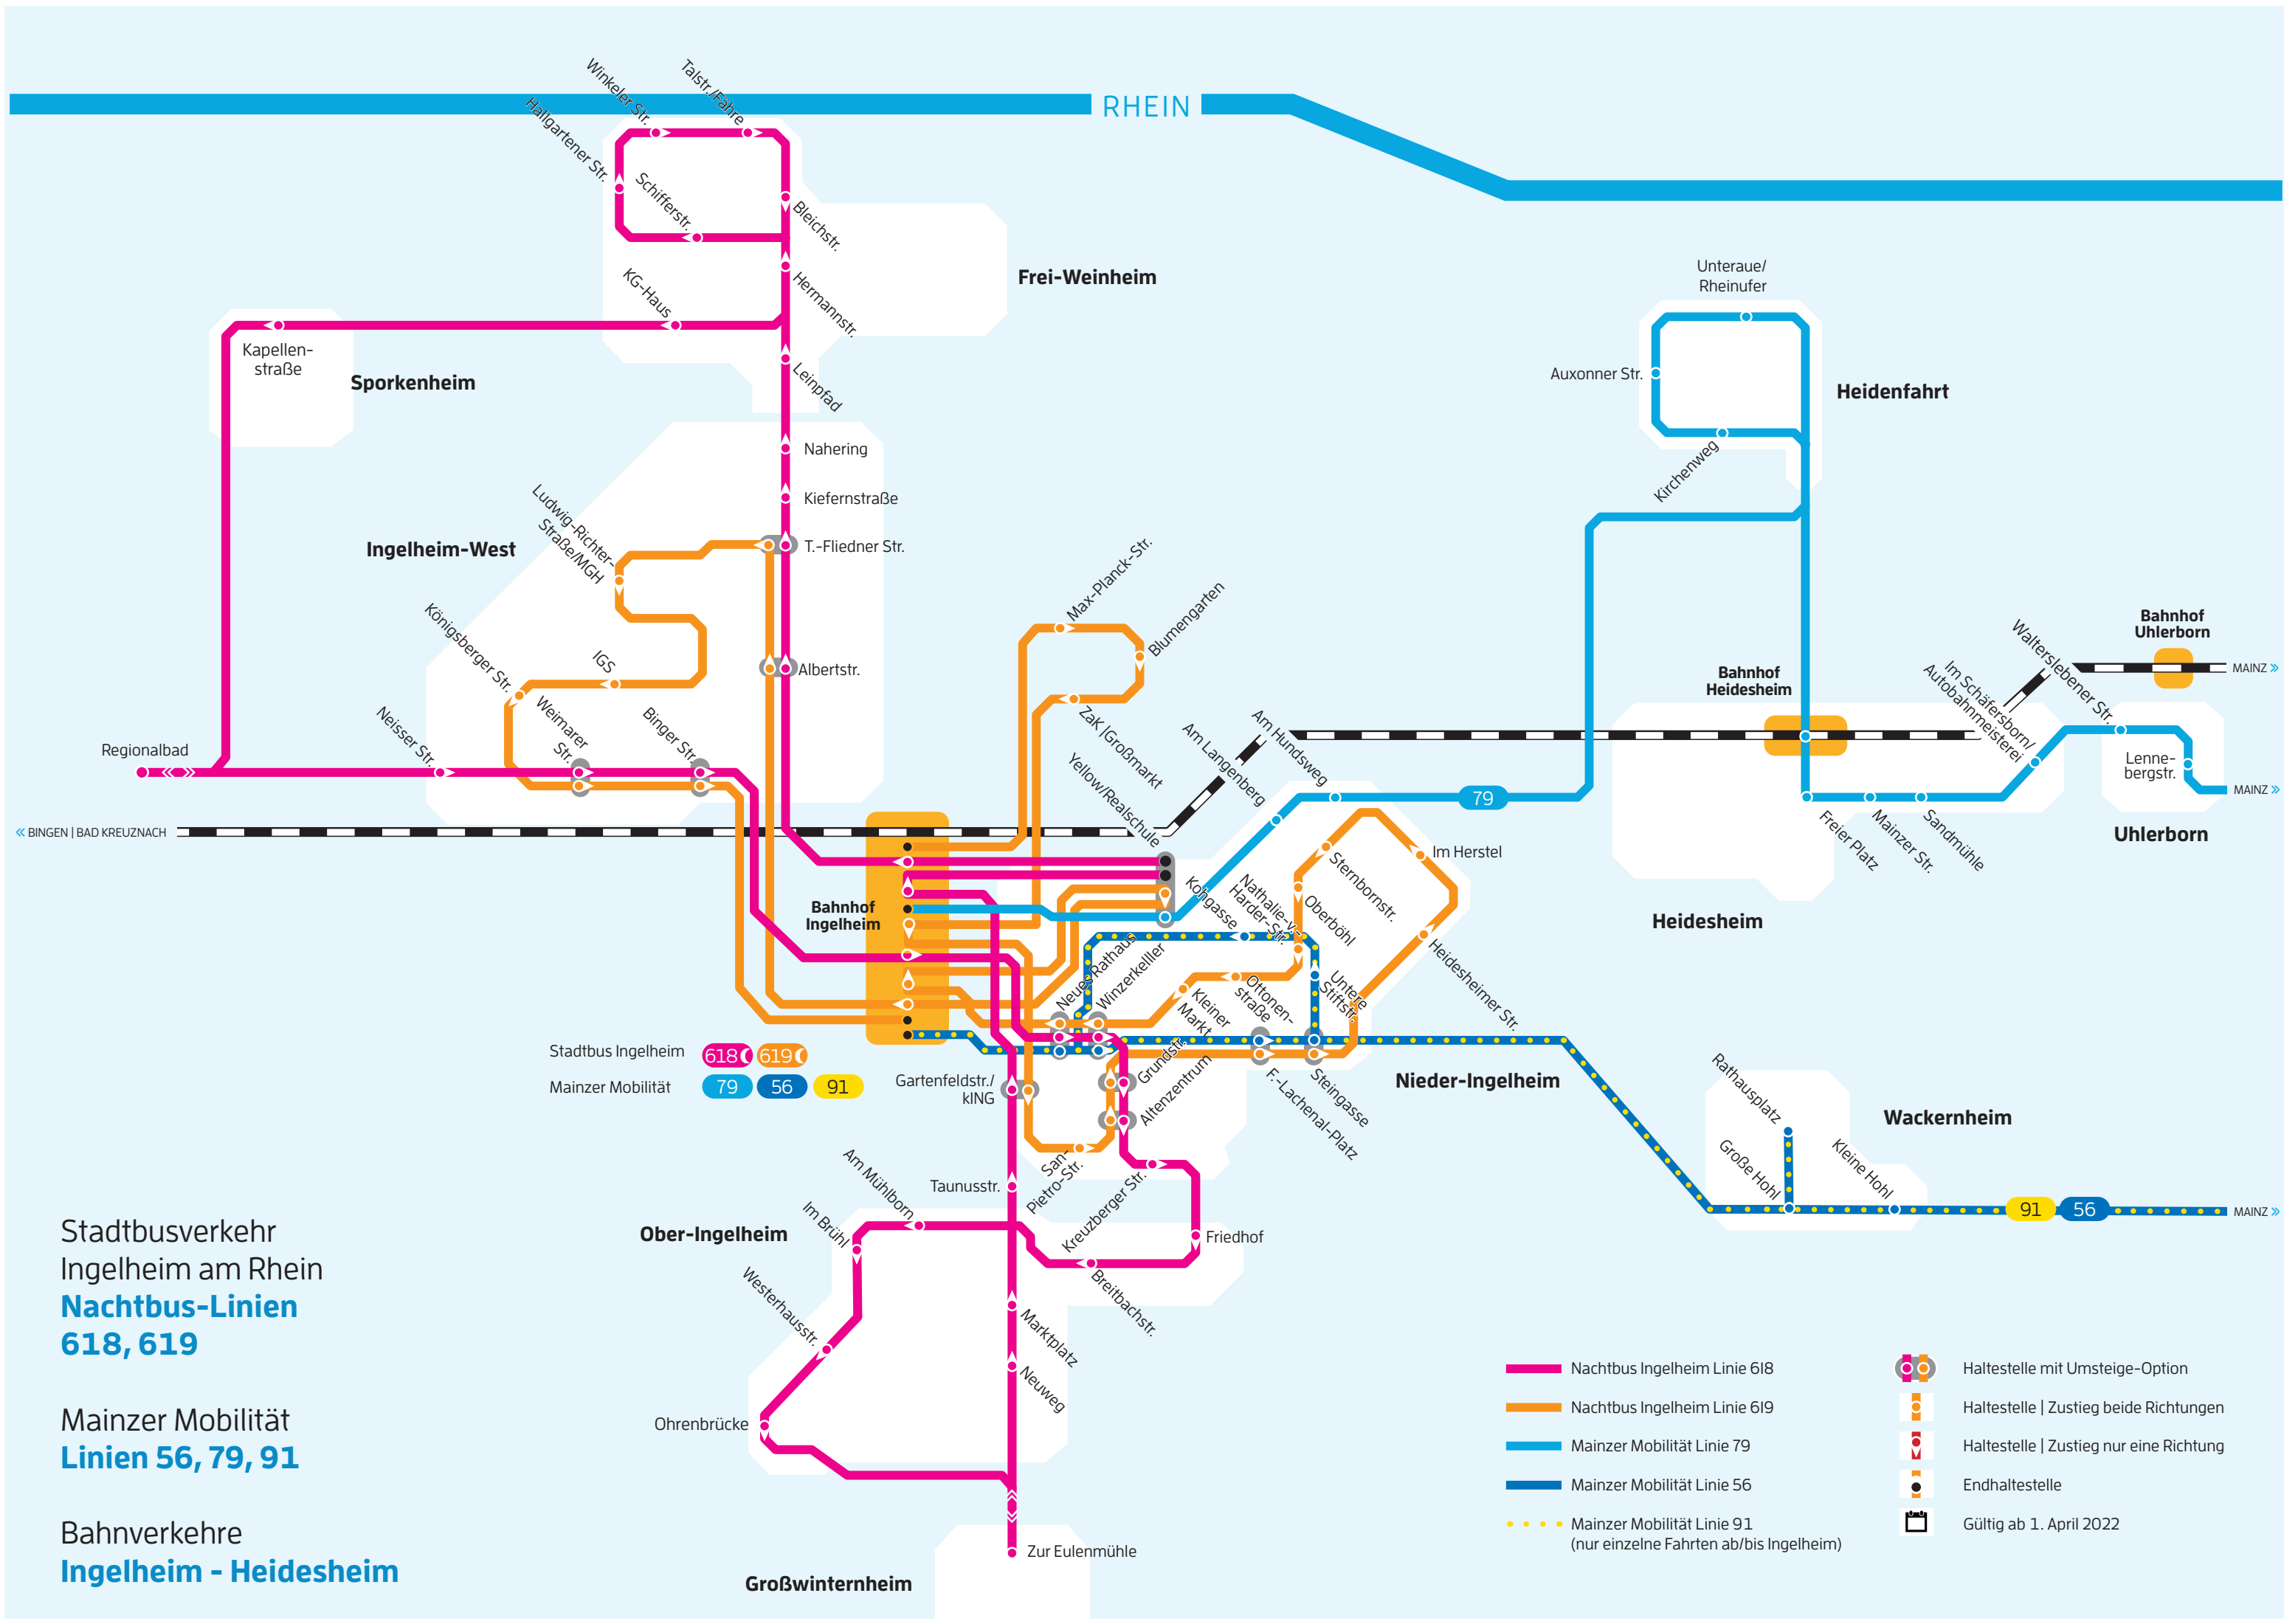 RHEIN
Winkeler Str.
Talstr./Fähre
Hallgartener Str.
Schifferstr.
Bleichstr.
KG-Haus
Hermannstr.
Frei-Weinheim
Kapellen-
straße
Sporkenheim
Leinpfad
Nahering
Kiefernstraße
Ludwig-Richter-
Straße/MGH
Ingelheim-West
T.-Fliedner Str.
Königsberger Str.
IGS
Albertstr.
Neisser Str.
Weimarer
Str.
Binger Str.
Regionalbad
« BINGEN | BAD KREUZNACH
Max-Planck-Str.
Blumengarten
ZaK |Großmarkt
Yellow/Realschule
Am Langenberg
Am Hundsweg
79
Unteraue/
Rheinufer
Auxonner Str.
Heidenfahrt
Kirchenweg
Bahnhof
Uhlerborn
MAINZ »
Bahnhof
Heidesheim
Walterslebener Str.
Im Schäfersborn/
Autobahnmeisterei
Lenne-
bergstr.
MAINZ »
Uhlerborn
Freier Platz
Mainzer Str.
Sandmühle
Heidesheim
Bahnhof
Ingelheim
Kohgasse
Nathalie-v.-
Harder-Str.
Sternbornstr.
Oberböhl
Im Herstel
Heidesheimer Str.
Neues Rathaus
Winzerkelller
Kleiner
Markt
Ottonen-
straße
Untere
Stiftstr.
Stadtbus Ingelheim 618 619
Mainzer Mobilität 79 56 91
Gartenfeldstr./
kING
Grundstr.
Altenzentrum
F.-Lachenal-Platz
Steingasse
Nieder-Ingelheim
San-
Pietro-Str.
Kreuzberger Str.
Friedhof
Breitbachstr.
Taunusstr.
Am Mühlborn
Im Brühl
Ober-Ingelheim
Westerhausstr.
Ohrenbrücke
Marktplatz
Neuweg
Zur Eulenmühle
Großwinternheim
Rathausplatz
Große Hohl
Kleine Hohl
Wackernheim
91 56
MAINZ »
Stadtbusverkehr
Ingelheim am Rhein
Nachtbus-Linien
618, 619
Mainzer Mobilität
Linien 56, 79, 91
Bahnverkehre
Ingelheim - Heidesheim
Nachtbus Ingelheim Linie 618
Nachtbus Ingelheim Linie 619
Mainzer Mobilität Linie 79
Mainzer Mobilität Linie 56
Mainzer Mobilität Linie 91
(nur einzelne Fahrten ab/bis Ingelheim)
Haltestelle mit Umsteige-Option
Haltestelle | Zustieg beide Richtungen
Haltestelle | Zustieg nur eine Richtung
Endhaltestelle
Gültig ab 1. April 2022